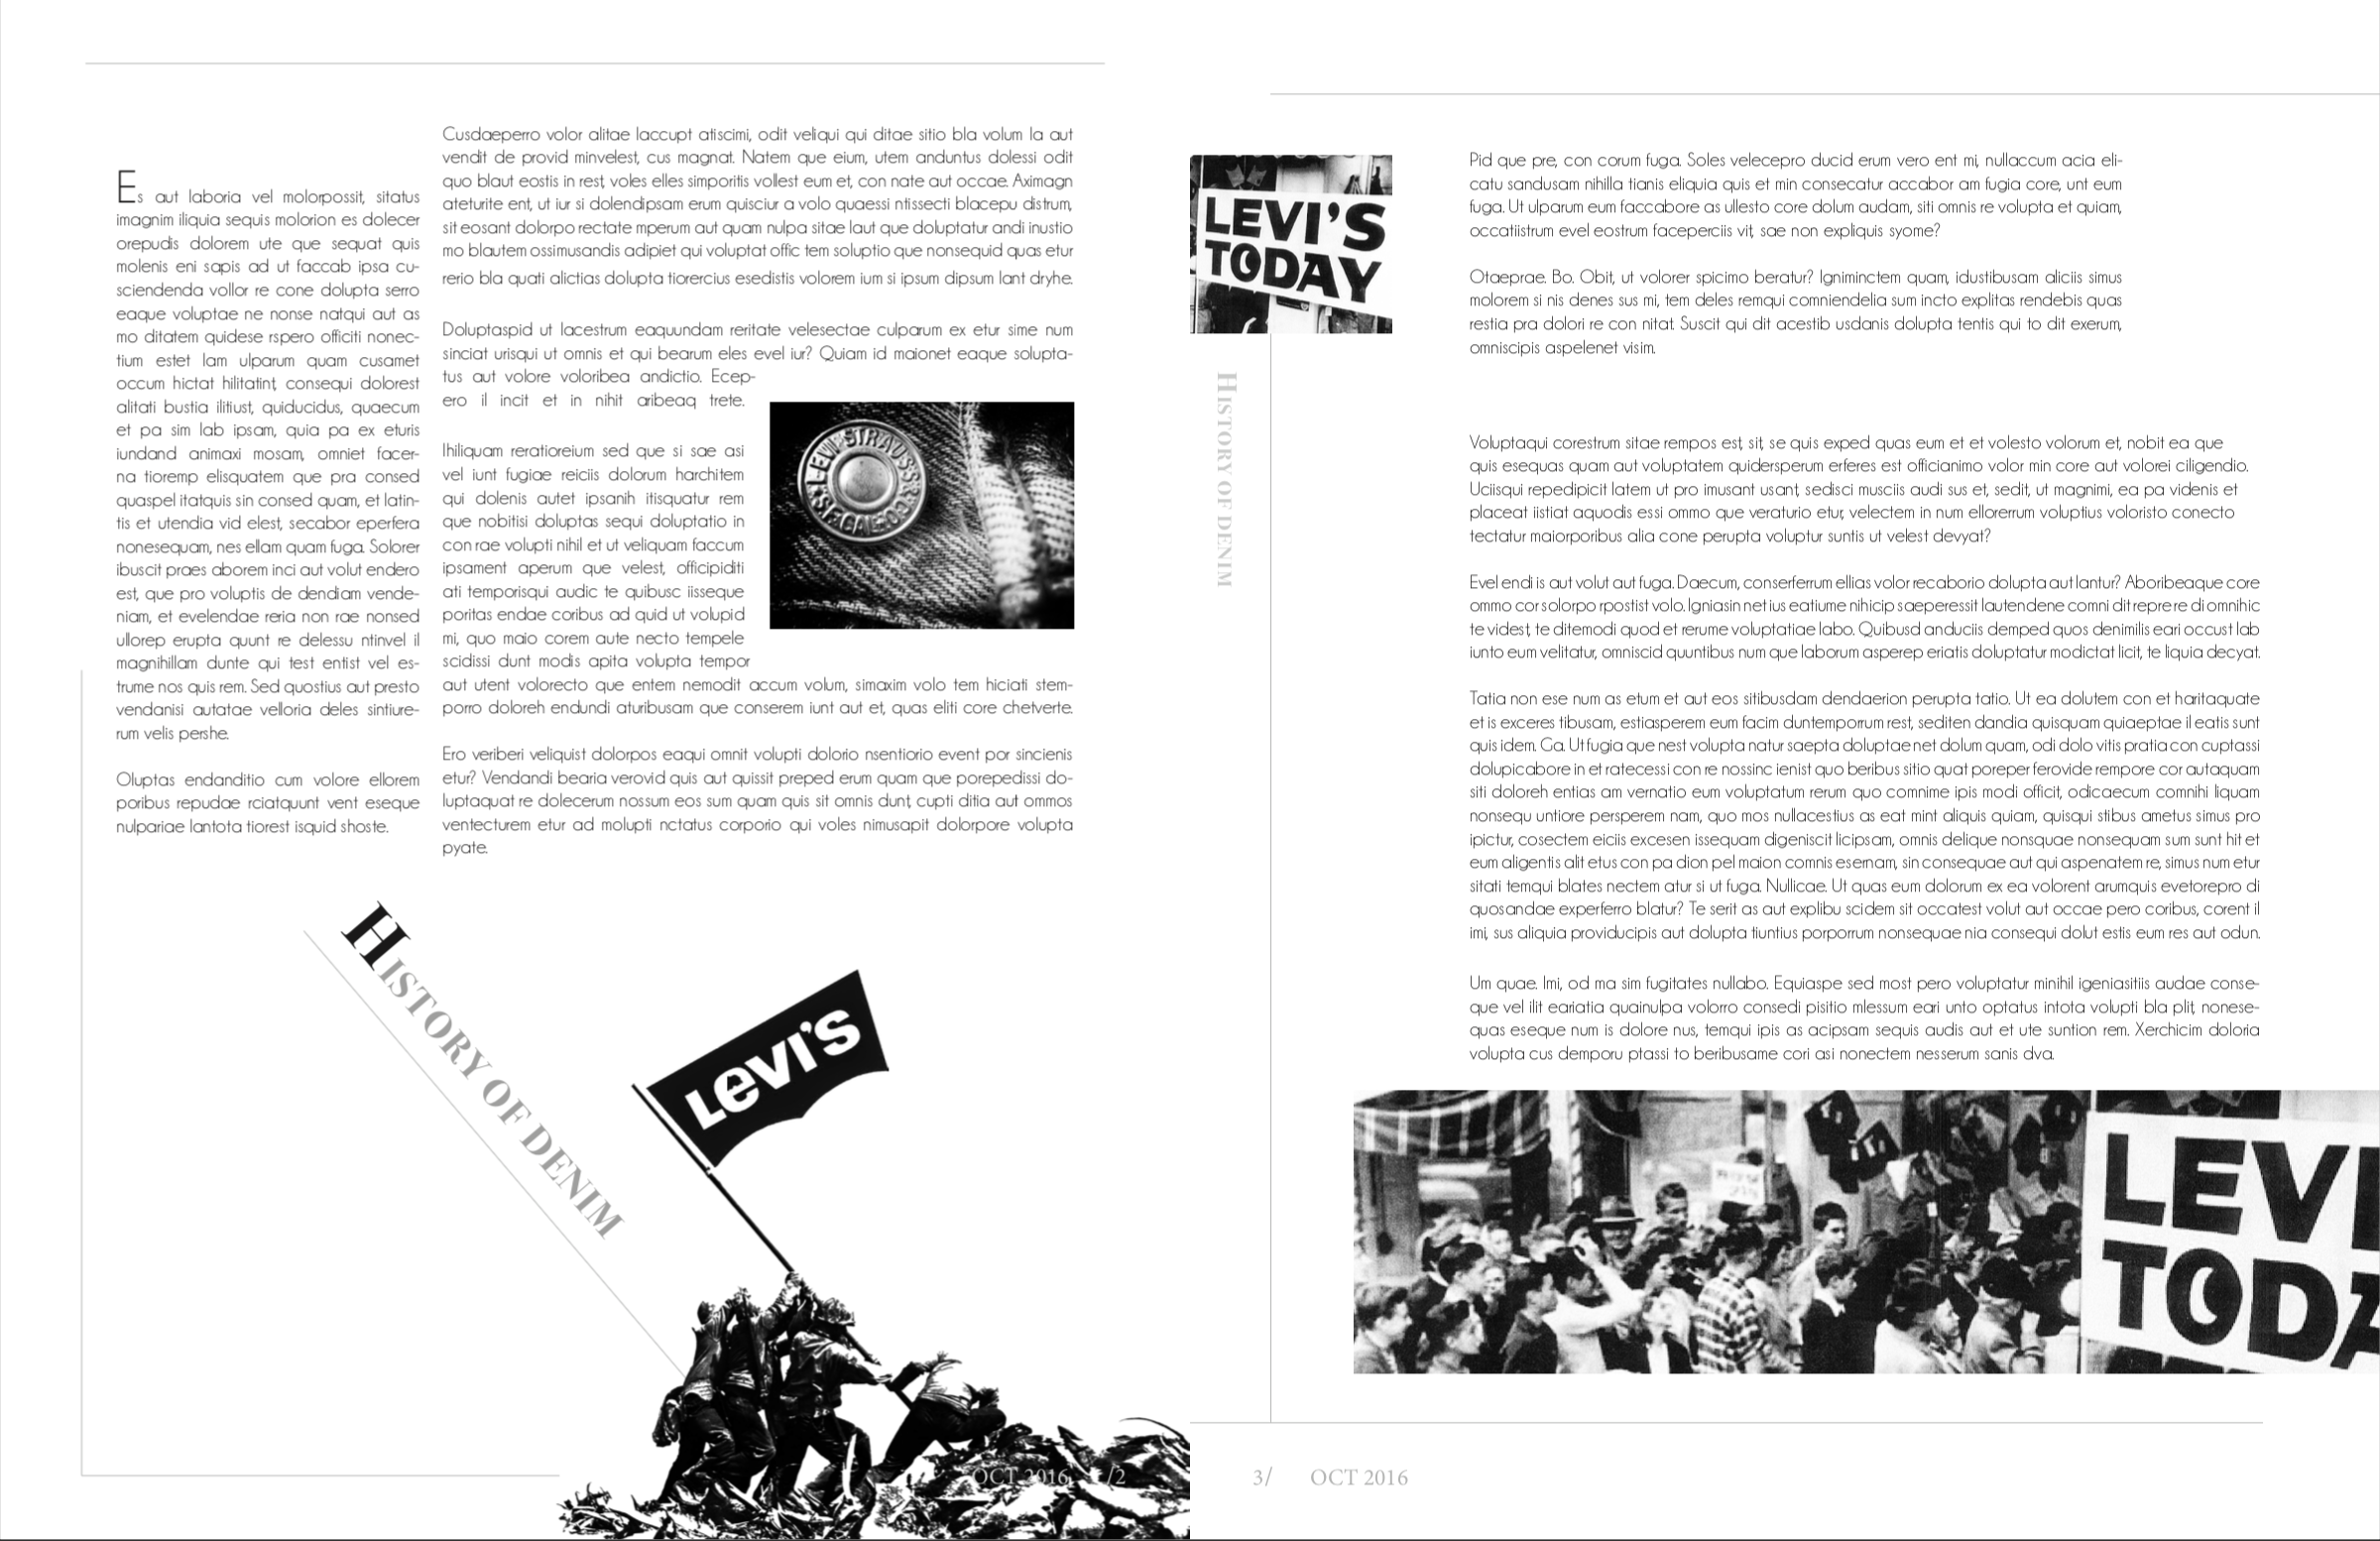 Es aut laboria vel molorpossit, sitatus
imagnim iliquia sequis molorion es dolecer
orepudis dolorem ute que sequat quis
molenis eni sapis ad ut faccab ipsa cu-
sciendenda vollor re cone dolupta serro
eaque voluptae ne nonse natqui aut as
mo ditatem quidese rspero officiti nonec-
tium estet lam ulparum quam cusamet
occum hictat hilitatint, consequi dolorest
alitati bustia ilitiust, quiducidus, quaecum
et pa sim lab ipsam, quia pa ex eturis
iundand animaxi mosam, omniet facer-
na tioremp elisquatem que pra consed
quaspel itatquis sin consed quam, et latin-
tis et utendia vid elest, secabor eperfera
nonesequam, nes ellam quam fuga. Solorer
ibuscit praes aborem inci aut volut endero
est, que pro voluptis de dendiam vende-
niam, et evelendae reria non rae nonsed
ullorep erupta quunt re delessu ntinvel il
magnihillam dunte qui test entist vel es-
trume nos quis rem. Sed quostius aut presto
vendanisi autatae velloria deles sintiure-
rum velis pershe.
Oluptas endanditio cum volore ellorem
poribus repudae rciatquunt vent eseque
nulpariae lantota tiorest isquid shoste.
Cusdaeperro volor alitae laccupt atiscimi, odit veliqui qui ditae sitio bla volum la aut
vendit de provid minvelest, cus magnat. Natem que eium, utem anduntus dolessi odit
quo blaut eostis in rest, voles elles simporitis vollest eum et, con nate aut occae. Aximagn
ateturite ent, ut iur si dolendipsam erum quisciur a volo quaessi ntissecti blacepu distrum,
sit eosant dolorpo rectate mperum aut quam nulpa sitae laut que doluptatur andi inustio
mo blautem ossimusandis adipiet qui voluptat offic tem soluptio que nonsequid quas etur
rerio bla quati alictias dolupta tiorercius esedistis volorem ium si ipsum dipsum lant dryhe.
Doluptaspid ut lacestrum eaquundam reritate velesectae culparum ex etur sime num
sinciat urisqui ut omnis et qui bearum eles evel iur? Quiam id maionet eaque solupta-
tus aut volore voloribea andictio. Ecep-
ero il incit et in nihit aribeaq trete.
Ihiliquam reratioreium sed que si sae asi
vel iunt fugiae reiciis dolorum harchitem
qui dolenis autet ipsanih itisquatur rem
que nobitisi doluptas sequi doluptatio in
con rae volupti nihil et ut veliquam faccum
ipsament aperum que velest, officipiditi
ati temporisqui audic te quibusc iisseque
poritas endae coribus ad quid ut volupid
mi, quo maio corem aute necto tempele
scidissi dunt modis apita volupta tempor
aut utent volorecto que entem nemodit accum volum, simaxim volo tem hiciati stem-
porro doloreh endundi aturibusam que conserem iunt aut et, quas eliti core chetverte.
Ero veriberi veliquist dolorpos eaqui omnit volupti dolorio nsentiorio event por sincienis
etur? Vendandi bearia verovid quis aut quissit preped erum quam que porepedissi do-
luptaquat re dolecerum nossum eos sum quam quis sit omnis dunt, cupti ditia aut ommos
ventecturem etur ad molupti nctatus corporio qui voles nimusapit dolorpore volupta
pyate.
LEVI STRAUSS & CO
S.F. CAL
HISTORY OF DENIM
LEVI'S
OCT 2016 /2
LEVI'S
TODAY
HISTORY OF DENIM
Pid que pre, con corum fuga. Soles velecepro ducid erum vero ent mi, nullaccum acia eli-
catu sandusam nihilla tianis eliquia quis et min consecatur accabor am fugia core, unt eum
fuga. Ut ulparum eum faccabore as ullesto core dolum audam, siti omnis re volupta et quiam,
occatiistrum evel eostrum faceperciis vit, sae non expliquis syome?
Otaeprae. Bo. Obit, ut volorer spicimo beratur? Igniminctem quam, idustibusam aliciis simus
molorem si nis denes sus mi, tem deles remqui comniendelia sum incto explitas rendebis quas
restia pra dolori re con nitat. Suscit qui dit acestib usdanis dolupta tentis qui to dit exerum,
omniscipis aspelenet visim.
Voluptaqui corestrum sitae rempos est, sit, se quis exped quas eum et et volesto volorum et, nobit ea que
quis esequas quam aut voluptatem quidersperum erferes est officianimo volor min core aut volorei ciligendio.
Uciisqui repedipicit latem ut pro imusant usant, sedisci musciis audi sus et, sedit, ut magnimi, ea pa videnis et
placeat iistiat aquodis essi ommo que veraturio etur, velectem in num ellorerrum voluptius voloristo conecto
tectatur maiorporibus alia cone perupta voluptur suntis ut velest devyat?
Evel endi is aut volut aut fuga. Daecum, conserferrum ellias volor recaborio dolupta aut lantur? Aboribeaque core
ommo cor solorpo rpostist volo. Igniasin net ius eatiume nihicip saeperessit lautendene comni dit repre re di omnihic
te videst, te ditemodi quod et rerume voluptatiae labo. Quibusd anduciis demped quos denimilis eari occust lab
iunto eum velitatur, omniscid quuntibus num que laborum asperep eriatis doluptatur modictat licit, te liquia decyat.
Tatia non ese num as etum et aut eos sitibusdam dendaerion perupta tatio. Ut ea dolutem con et haritaquate
et is exceres tibusam, estiasperem eum facim duntemporrum rest, sediten dandia quisquam quiaeptae il eatis sunt
quis idem. Ga. Ut fugia que nest volupta natur saepta doluptae net dolum quam, odi dolo vitis pratia con cuptassi
dolupicabore in et ratecessi con re nossinc ienist quo beribus sitio quat poreper ferovide rempore cor autaquam
siti doloreh entias am vernatio eum voluptatum rerum quo comnime ipis modi officit, odicaecum comnihi liquam
nonsequ untiore persperem nam, quo mos nullacestius as eat mint aliquis quiam, quisqui stibus ametus simus pro
ipictur, cosectem eiciis excesen issequam digeniscit licipsam, omnis delique nonsquae nonsequam sum sunt hit et
eum aligentis alit etus con pa dion pel maion comnis esernam, sin consequae aut qui aspenatem re, simus num etur
sitati temqui blates nectem atur si ut fuga. Nullicae. Ut quas eum dolorum ex ea volorent arumquis evetorepro di
quosandae experferro blatur? Te serit as aut explibu scidem sit occatest volut aut occae pero coribus, corent il
imi, sus aliquia providucipis aut dolupta tiuntius porporrum nonsequae nia consequi dolut estis eum res aut odun.
Um quae. Imi, od ma sim fugitates nullabo. Equiaspe sed most pero voluptatur minihil igeniasitiis audae conse-
que vel ilit eariatia quainulpa volorro consedi pisitio mlessum eari unto optatus intota volupti bla plit, nonese-
quas eseque num is dolore nus, temqui ipis as acipsam sequis audis aut et ute suntion rem. Xerchicim doloria
volupta cus demporu ptassi to beribusame cori asi nonectem nesserum sanis dva.
LEVI
TODA
3/ OCT 2016